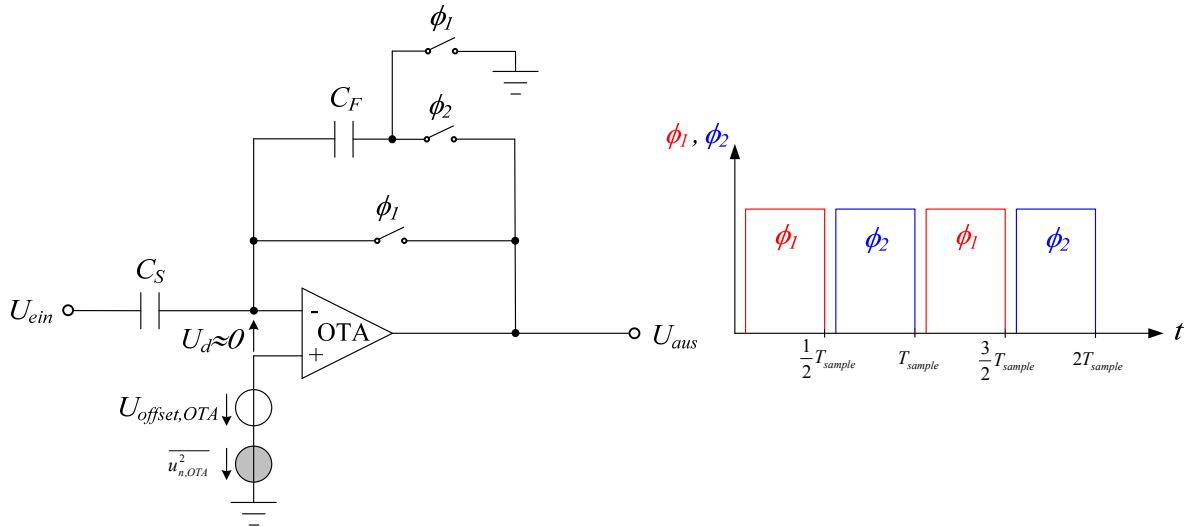 ϕ1
CF
ϕ2
ϕ1
CS
Uein
-
OTA
+
Ud≈0
Uaus
Uoffset,OTA
u²n,OTA
ϕ1 , ϕ2
ϕ1
ϕ2
ϕ1
ϕ2
t
1/2 Tsample
Tsample
3/2 Tsample
2Tsample